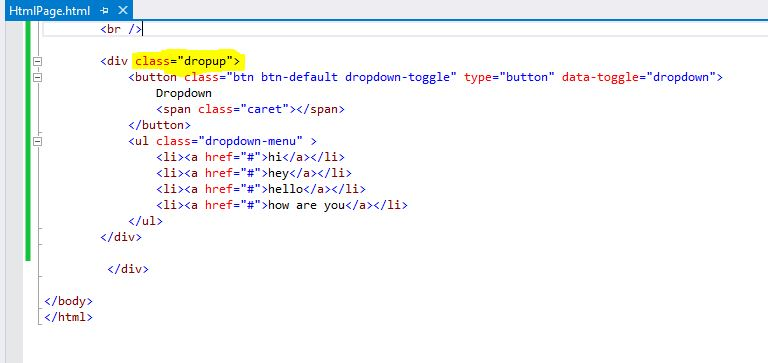 HtmlPage.html
<br />
<div class="dropup">
<button class="btn btn-default dropdown-toggle" type="button" data-toggle="dropdown">
Dropdown
<span class="caret"></span>
</button>
<ul class="dropdown-menu" >
<li><a href="#">hi</a></li>
<li><a href="#">hey</a></li>
<li><a href="#">hello</a></li>
<li><a href="#">how are you</a></li>
</ul>
</div>
</div>
</body>
</html>